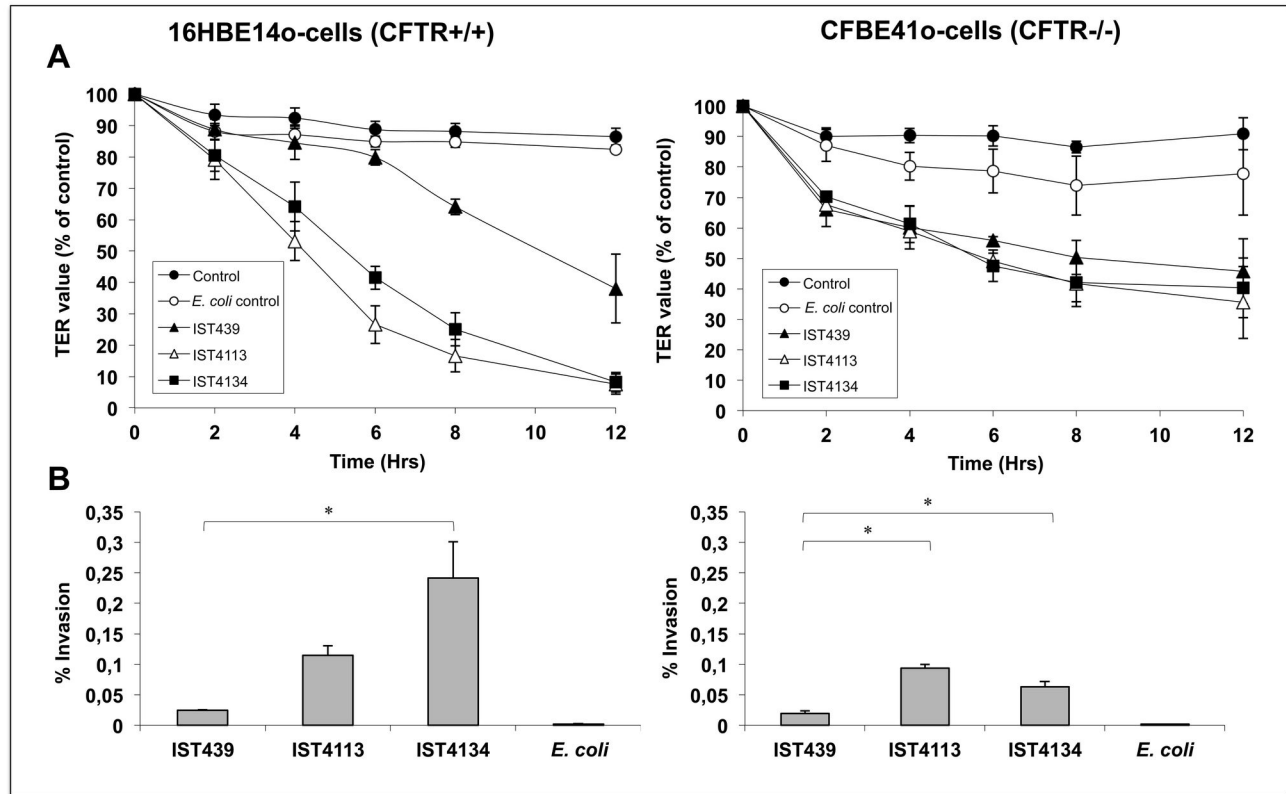 16HBE14o-cells (CFTR+/+)
CFBE41o-cells (CFTR-/-)
A
TER value (% of control)
100
90
80
70
60
50
40
30
20
10
0
Control
E. coli control
IST439
IST4113
IST4134
0 2 4 6 8 10 12
Time (Hrs)
TER value (% of control)
100
90
80
70
60
50
40
30
20
10
0
Control
E. coli control
IST439
IST4113
IST4134
0 2 4 6 8 10 12
Time (Hrs)
B
% Invasion
0,35
0,3
0,25
0,2
0,15
0,1
0,05
0
*
IST439 IST4113 IST4134 E. coli
% Invasion
0,35
0,3
0,25
0,2
0,15
0,1
0,05
0
*
*
IST439 IST4113 IST4134 E. coli